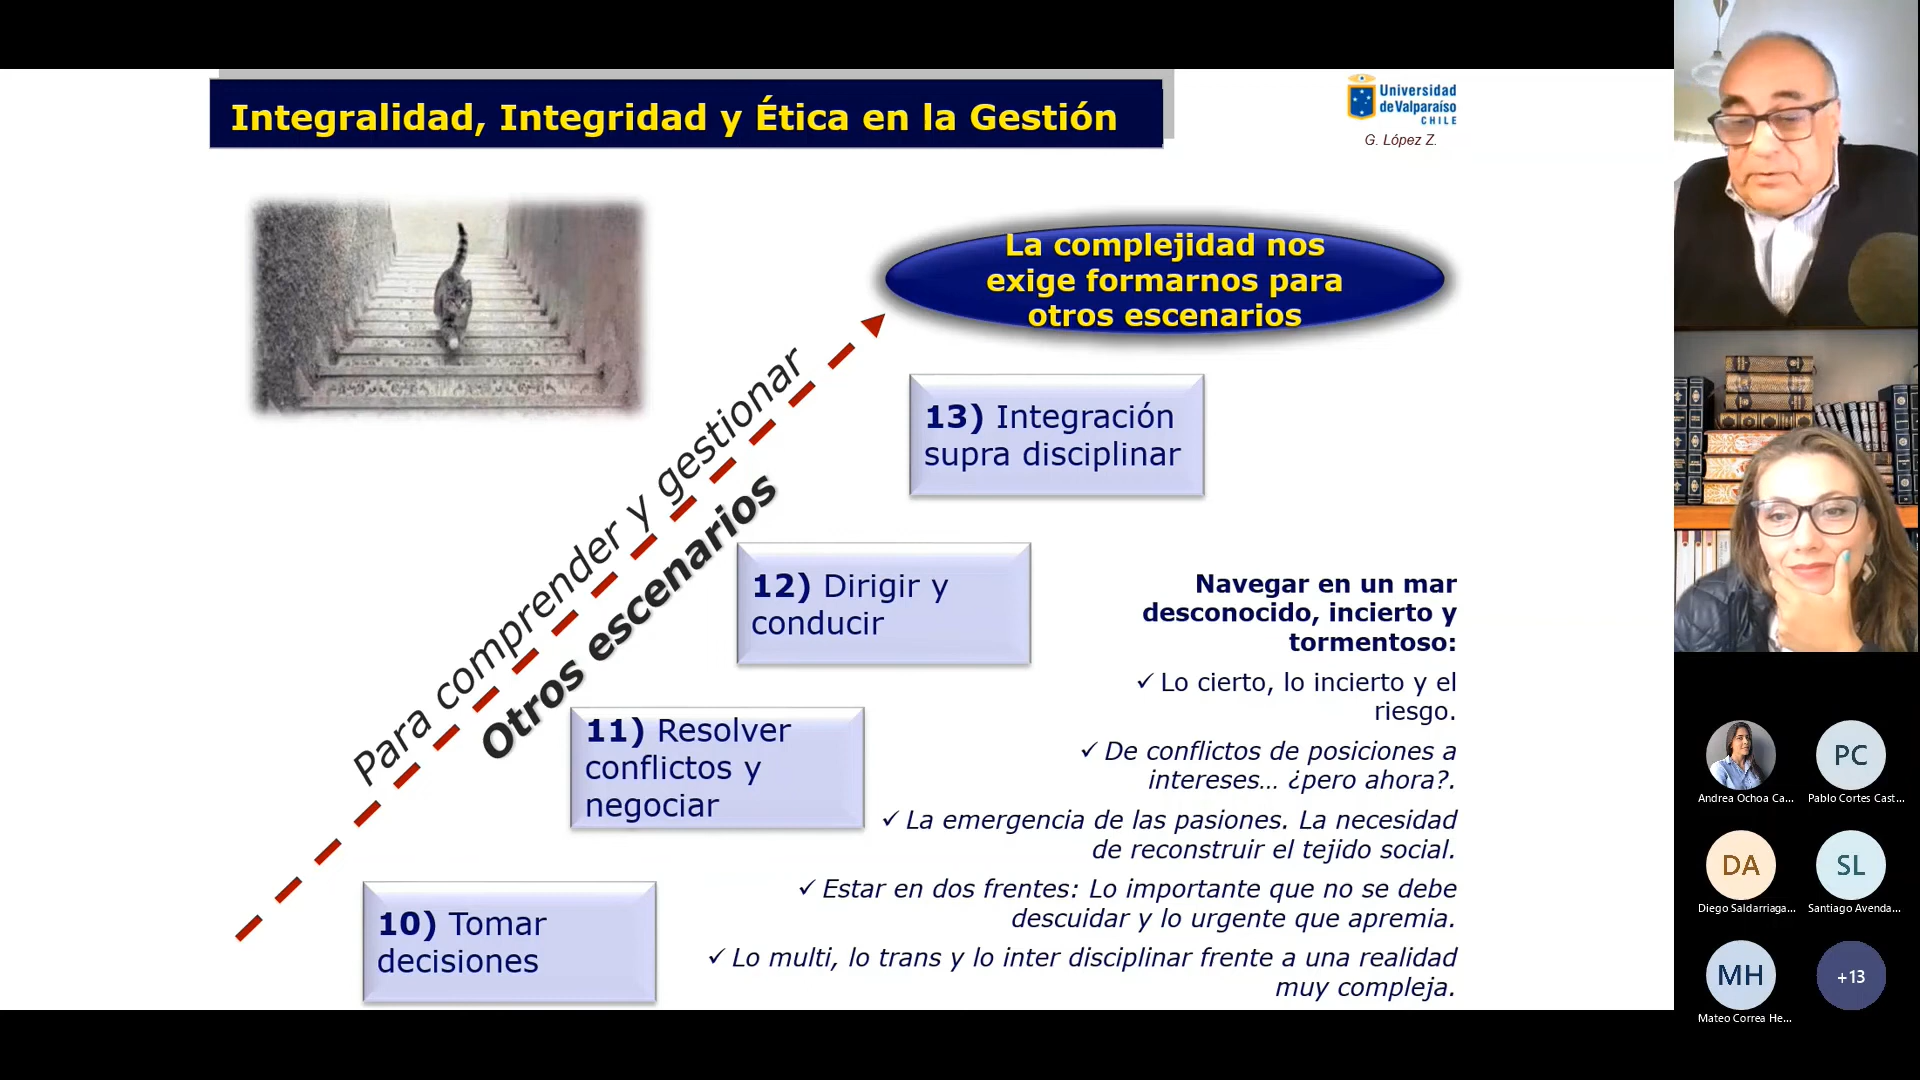 Integralidad, Integridad y Ética en la Gestión
Universidad
de Valparaíso
CHILE
G. López Z.
La complejidad nos
exige formarnos para
otros escenarios
Para comprender y gestionar
Otros escenarios
13) Integración
supra disciplinar
12) Dirigir y
conducir
11) Resolver
conflictos y
negociar
10) Tomar
decisiones
Navegar en un mar
desconocido, incierto y
tormentoso:
✓ Lo cierto, lo incierto y el
riesgo.
✓ De conflictos de posiciones a
intereses... ¿pero ahora?.
✓ La emergencia de las pasiones. La necesidad
de reconstruir el tejido social.
✓ Estar en dos frentes: Lo importante que no se debe
descuidar y lo urgente que apremia.
✓ Lo multi, lo trans y lo inter disciplinar frente a una realidad
muy compleja.
Andrea Ochoa Ca...
PC
Pablo Cortes Cast...
DA
Diego Saldarriaga...
SL
Santiago Avenda...
MH
Mateo Correa He...
+13